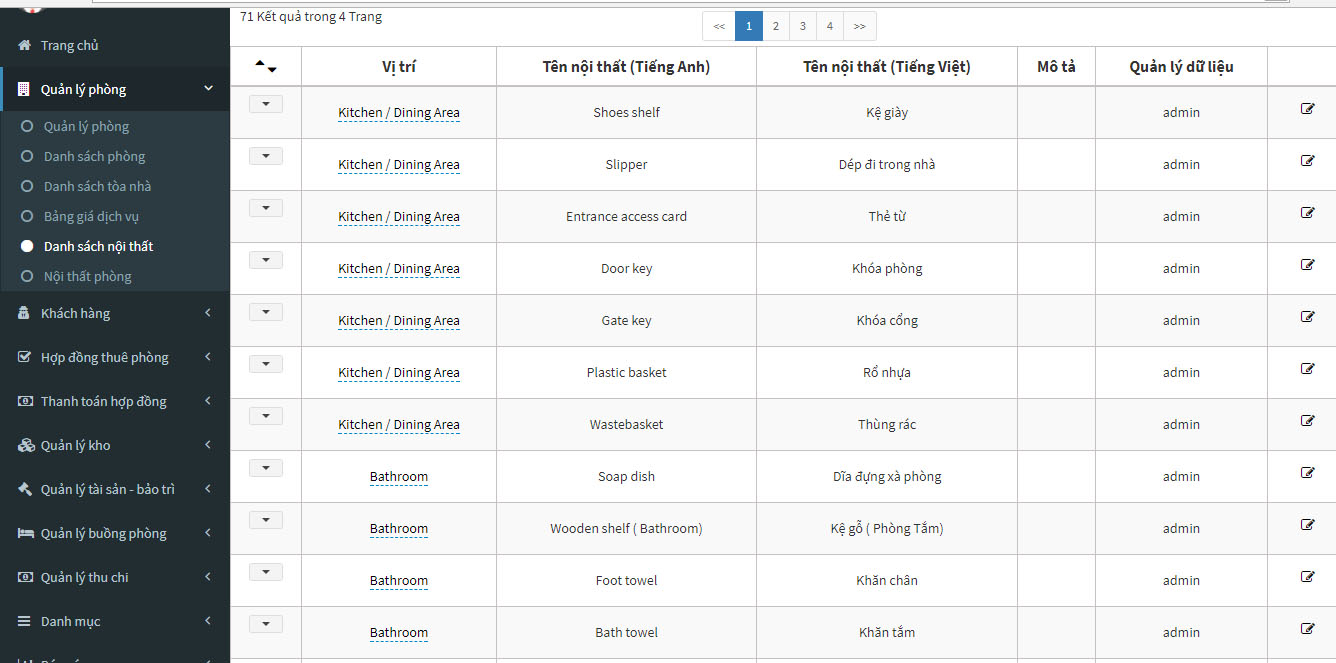 71 Kết quả trong 4 Trang
<< 1 2 3 4 >>
Trang chủ
Quản lý phòng
Quản lý phòng
Danh sách phòng
Danh sách tòa nhà
Bảng giá dịch vụ
Danh sách nội thất
Nội thất phòng
Khách hàng
Hợp đồng thuê phòng
Thanh toán hợp đồng
Quản lý kho
Quản lý tài sản - bảo trì
Quản lý buồng phòng
Quản lý thu chi
Danh mục
Vị trí Tên nội thất (Tiếng Anh) Tên nội thất (Tiếng Việt) Mô tả Quản lý dữ liệu
Kitchen / Dining Area Shoes shelf Kệ giày admin
Kitchen / Dining Area Slipper Dép đi trong nhà admin
Kitchen / Dining Area Entrance access card Thẻ từ admin
Kitchen / Dining Area Door key Khóa phòng admin
Kitchen / Dining Area Gate key Khóa cổng admin
Kitchen / Dining Area Plastic basket Rổ nhựa admin
Kitchen / Dining Area Wastebasket Thùng rác admin
Bathroom Soap dish Dĩa đựng xà phòng admin
Bathroom Wooden shelf ( Bathroom) Kệ gỗ ( Phòng Tắm) admin
Bathroom Foot towel Khăn chân admin
Bathroom Bath towel Khăn tắm admin